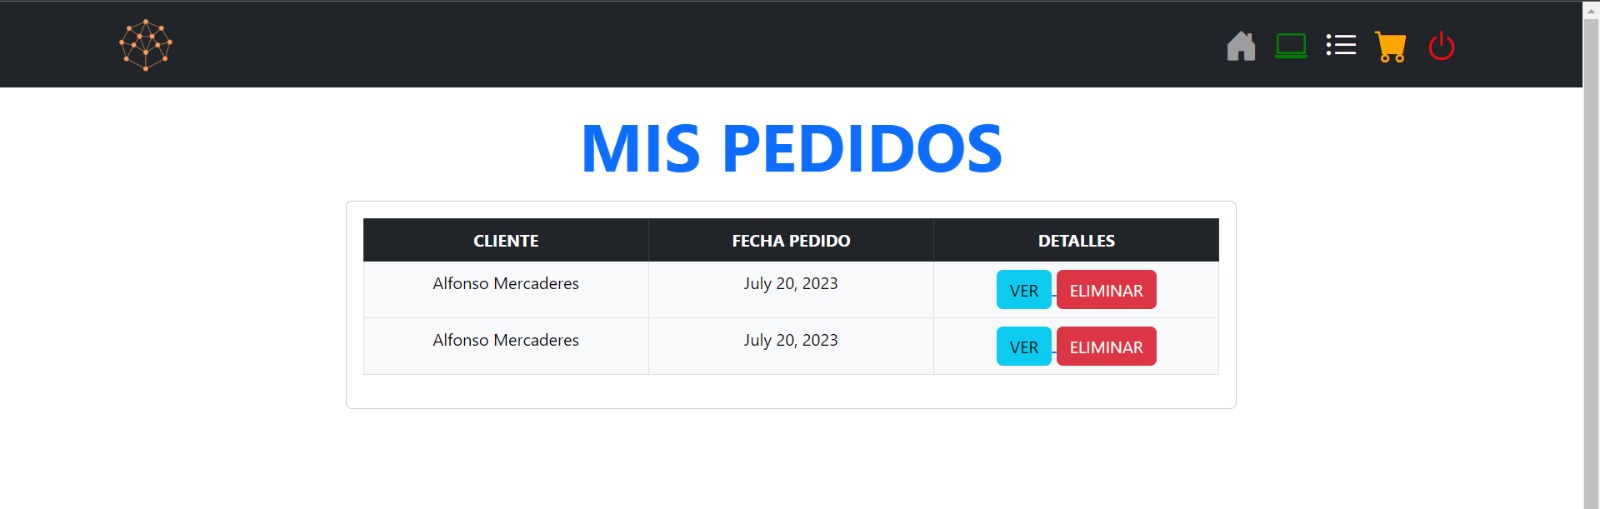 MIS PEDIDOS
CLIENTE FECHA PEDIDO DETALLES
Alfonso Mercaderes July 20, 2023 VER ELIMINAR
Alfonso Mercaderes July 20, 2023 VER ELIMINAR